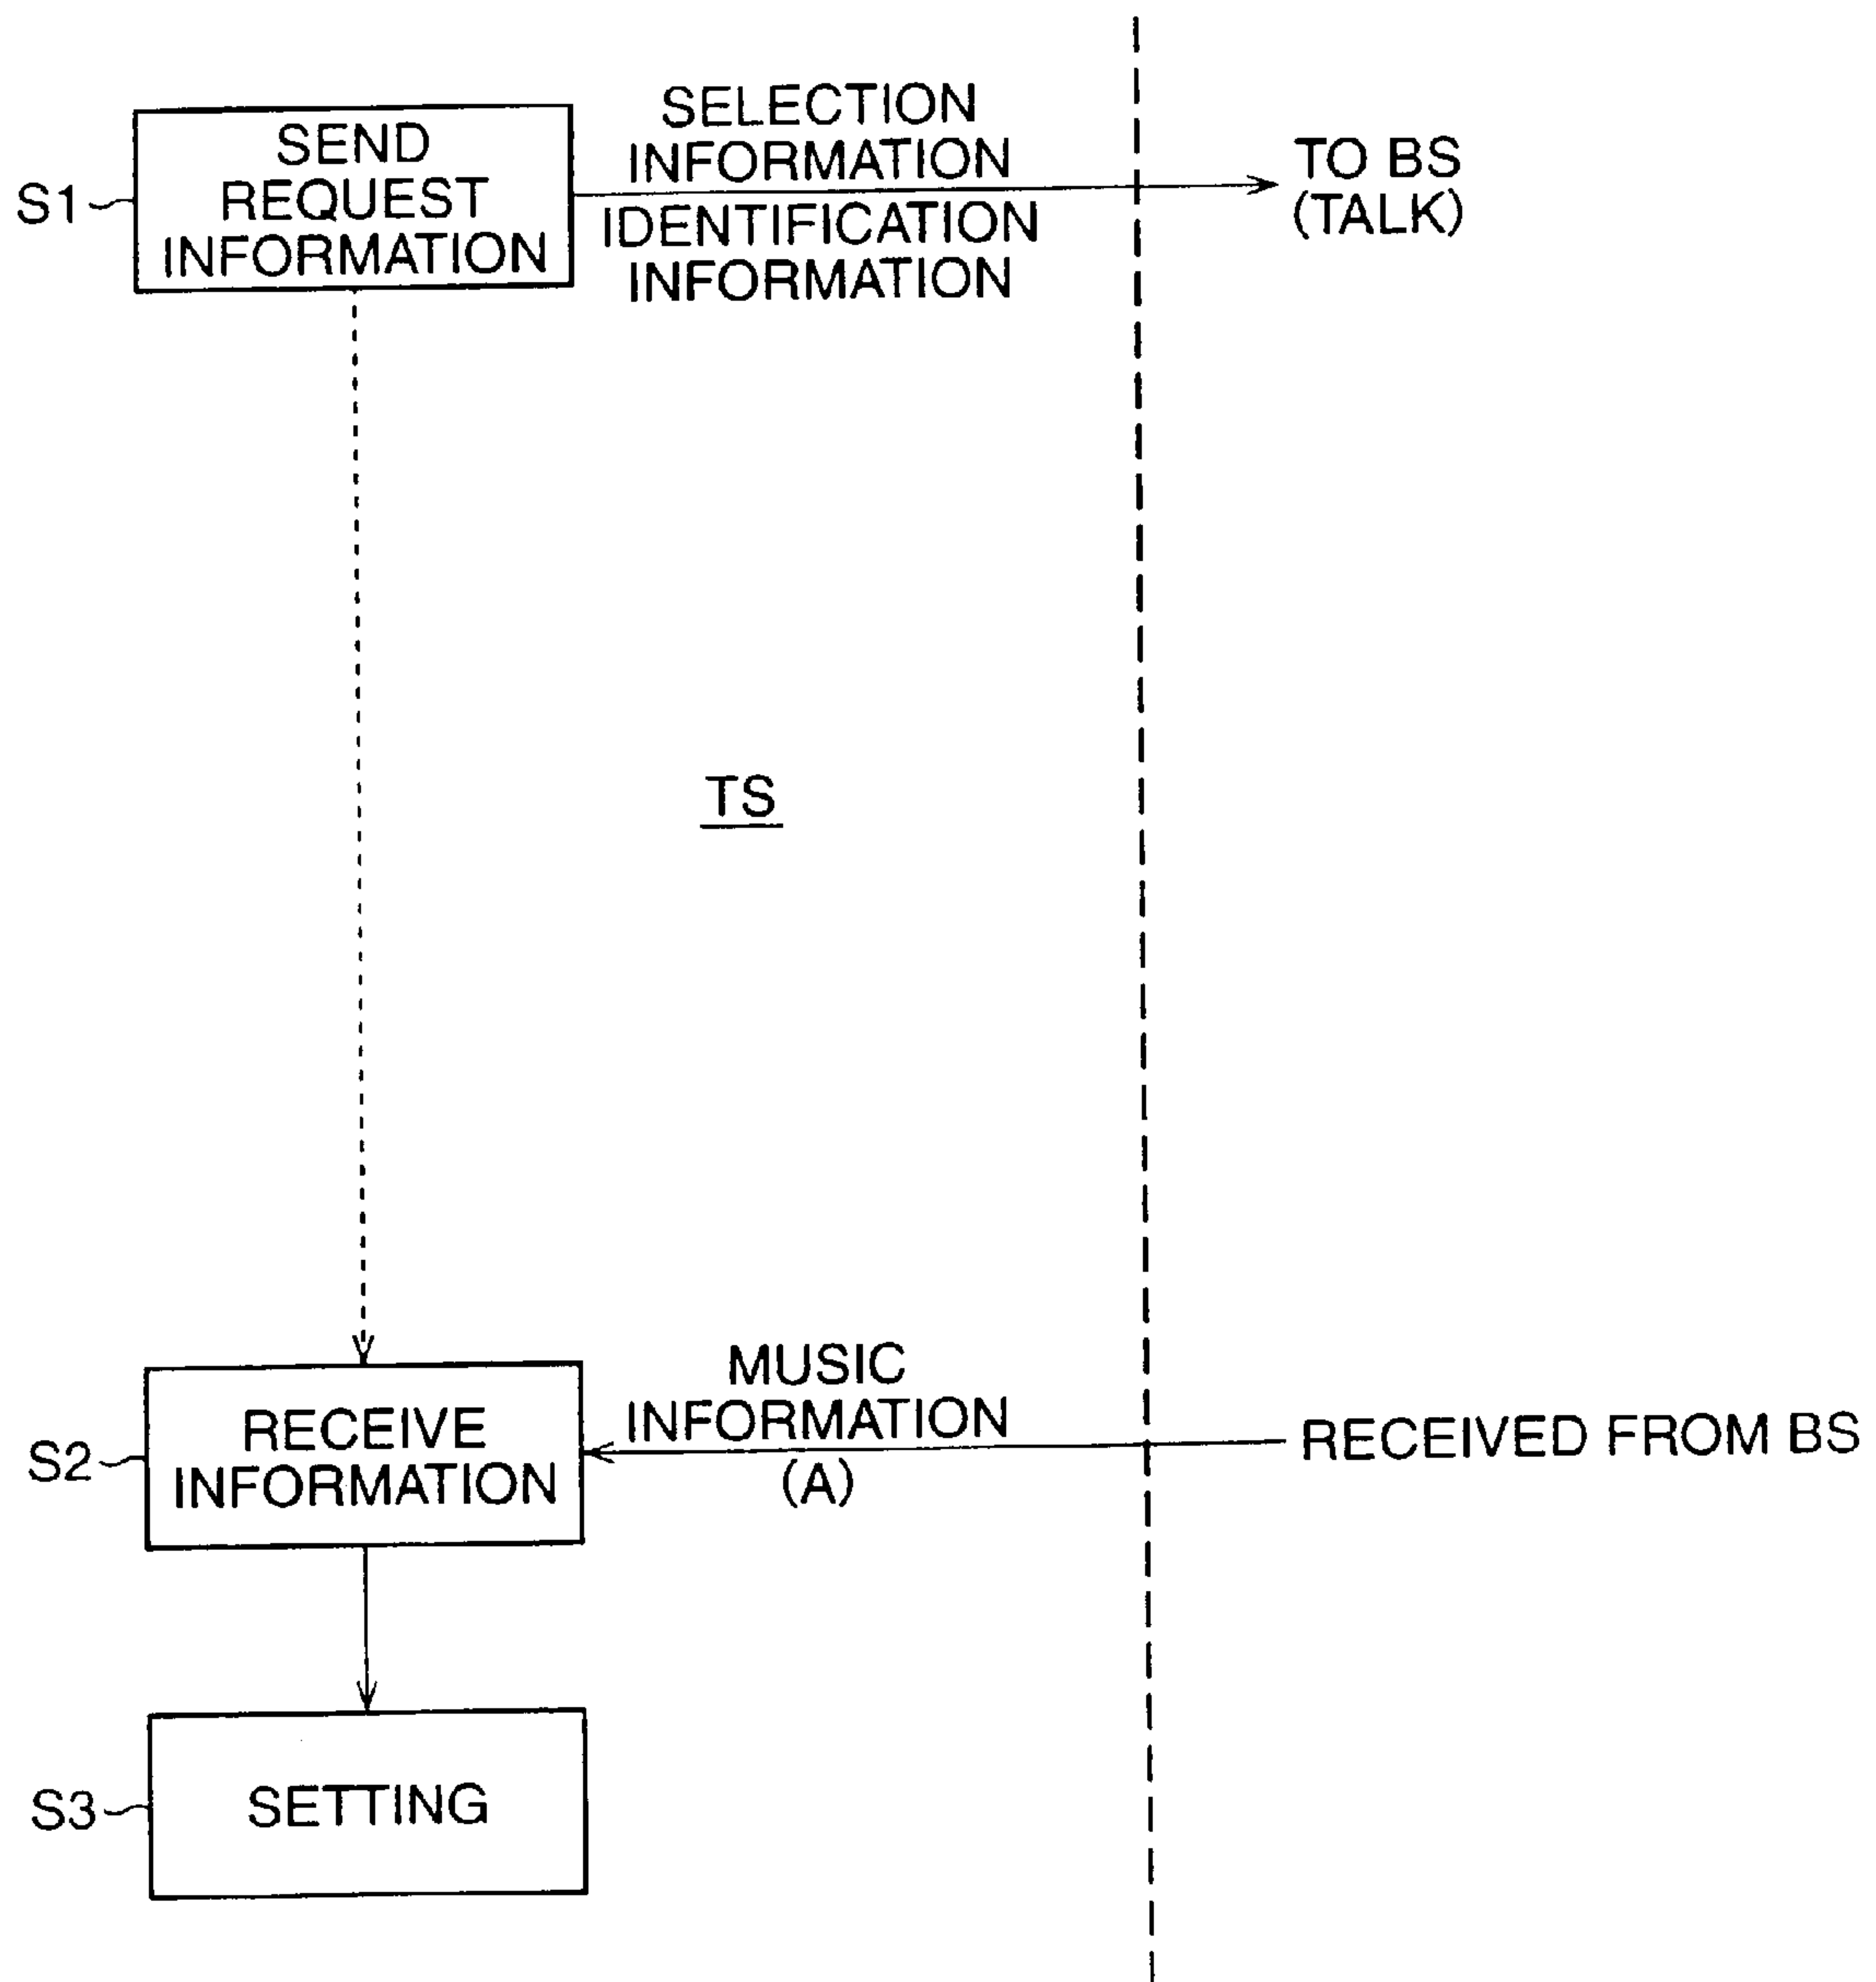 S1
SEND
REQUEST
INFORMATION
SELECTION
INFORMATION
IDENTIFICATION
INFORMATION
TO BS
(TALK)
TS
S2
RECEIVE
INFORMATION
MUSIC
INFORMATION
(A)
RECEIVED FROM BS
S3
SETTING